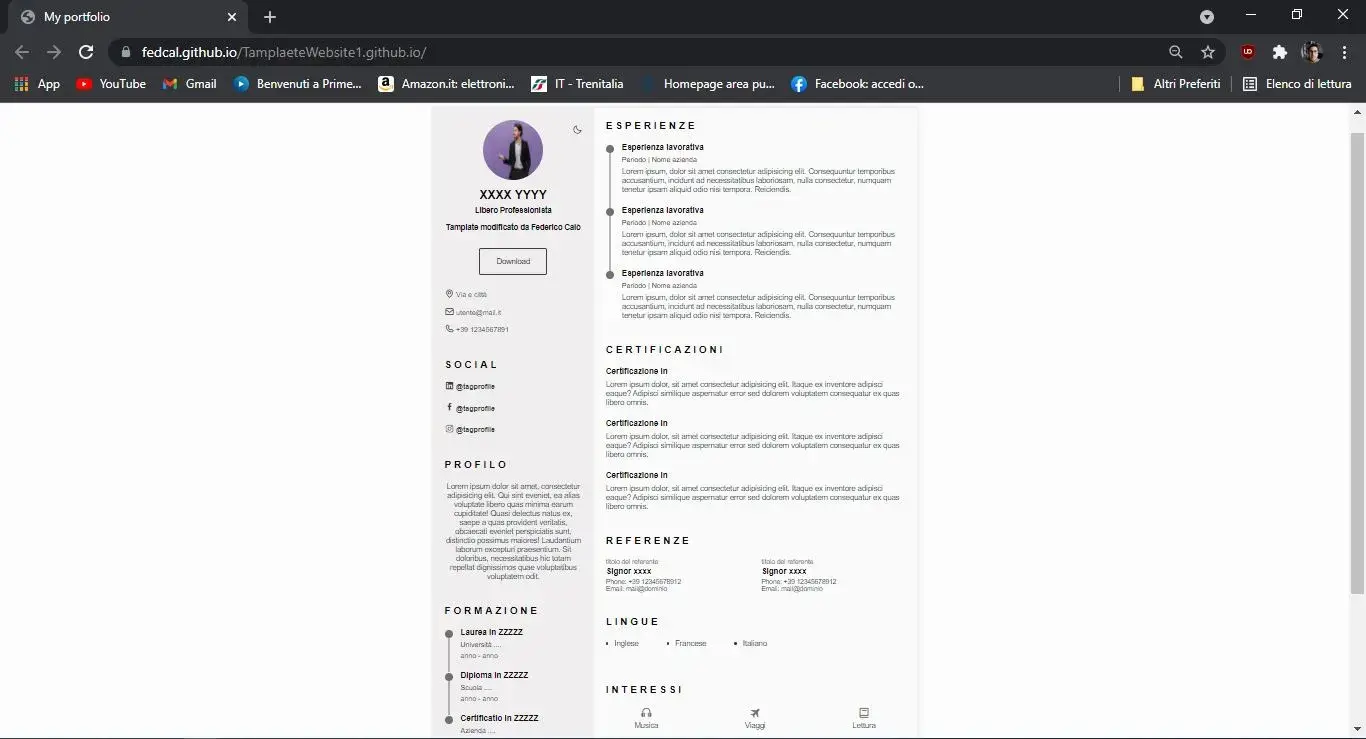 My portfolio
fedcal.github.io/TamplaeteWebsite1.github.io/
App
YouTube
Gmail
Benvenuti a Prime...
Amazon.it: elettroni...
IT - Trenitalia
Homepage area pu...
Facebook: accedi o...
Altri Preferiti
Elenco di lettura
XXXX YYYY
Libero Professionista
Tamplate modificato da Federico Calò
Download
Via e città
utente@mail.it
+39 1234567891
SOCIAL
@tagprofile
@tagprofile
@tagprofile
PROFILO
Lorem ipsum dolor sit amet, consectetur
adipisicing elit. Qui sint eveniet, ea alias
voluptate libero quas minima earum
cupiditate! Quasi delectus natus ex,
saepe a quas provident veritatis,
obcaecati eveniet perspiciatis sunt,
distinctio possimus maiores! Laudantium
laborum excepturi praesentium. Sit
doloribus, necessitatibus hic totam
repellat dignissimos quae voluptatibus
voluptatem odit.
FORMAZIONE
Laurea in ZZZZZ
Università ....
anno - anno
Diploma in ZZZZZ
Scuola ....
anno - anno
Certificatio in ZZZZZ
Azienda ....
ESPERIENZE
Esperienza lavorativa
Periodo | Nome azienda
Lorem ipsum, dolor sit amet consectetur adipisicing elit. Consequuntur temporibus
accusantium, incidunt ad necessitatibus laboriosam, nulla consectetur, numquam
tenetur ipsam aliquid odio nisi tempora. Reiciendis.
Esperienza lavorativa
Periodo | Nome azienda
Lorem ipsum, dolor sit amet consectetur adipisicing elit. Consequuntur temporibus
accusantium, incidunt ad necessitatibus laboriosam, nulla consectetur, numquam
tenetur ipsam aliquid odio nisi tempora. Reiciendis.
Esperienza lavorativa
Periodo | Nome azienda
Lorem ipsum, dolor sit amet consectetur adipisicing elit. Consequuntur temporibus
accusantium, incidunt ad necessitatibus laboriosam, nulla consectetur, numquam
tenetur ipsam aliquid odio nisi tempora. Reiciendis.
CERTIFICAZIONI
Certificazione in
Lorem ipsum dolor, sit amet consectetur adipisicing elit. Itaque ex inventore adipisci
eaque? Adipisci similique aspernatur error sed dolorem voluptatem consequatur ex quas
libero omnis.
Certificazione in
Lorem ipsum dolor, sit amet consectetur adipisicing elit. Itaque ex inventore adipisci
eaque? Adipisci similique aspernatur error sed dolorem voluptatem consequatur ex quas
libero omnis.
Certificazione in
Lorem ipsum dolor, sit amet consectetur adipisicing elit. Itaque ex inventore adipisci
eaque? Adipisci similique aspernatur error sed dolorem voluptatem consequatur ex quas
libero omnis.
REFERENZE
titolo del referente
Signor xxxx
Phone: +39 12345678912
Email: mail@dominio
titolo del referente
Signor xxxx
Phone: +39 12345678912
Email: mail@dominio
LINGUE
Inglese
Francese
Italiano
INTERESSI
Musica
Viaggi
Lettura